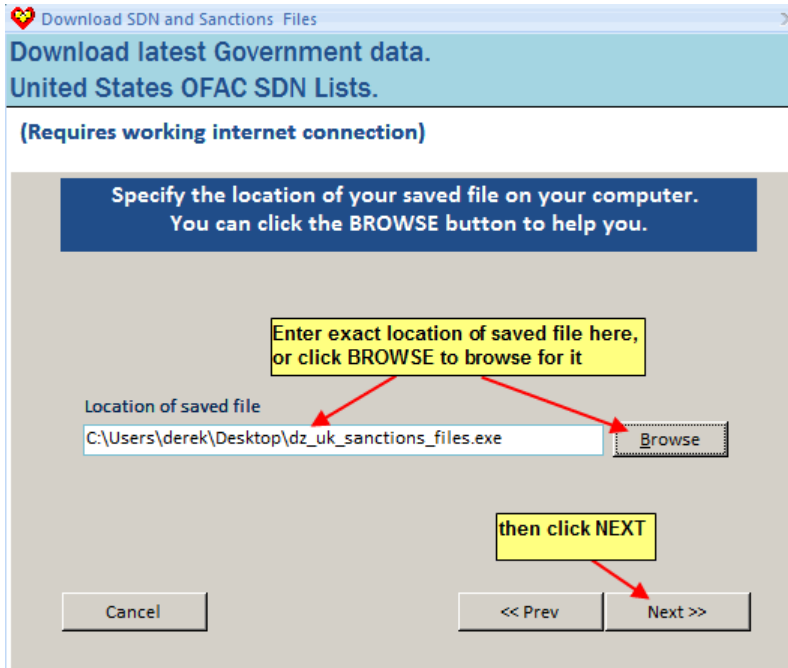 Download SDN and Sanctions Files
Download latest Government data.
United States OFAC SDN Lists.
(Requires working internet connection)
Specify the location of your saved file on your computer.
You can click the BROWSE button to help you.
Enter exact location of saved file here,
or click BROWSE to browse for it
Location of saved file
C:\Users\derek\Desktop\dz_uk_sanctions_files.exe
Browse
then click NEXT
Cancel
<< Prev
Next >>